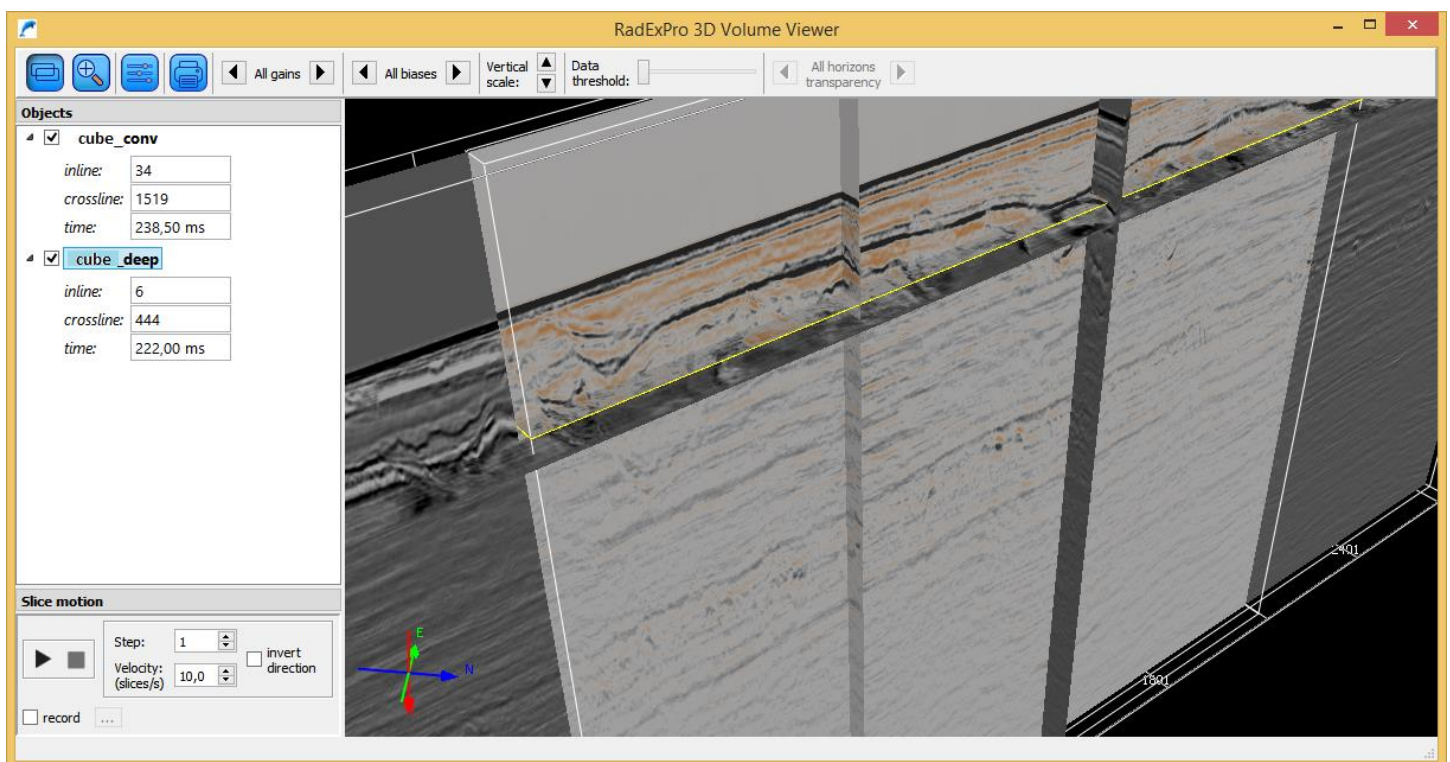 RadExPro 3D Volume Viewer
All gains
All biases
Vertical scale:
Data threshold:
All horizons transparency
Objects
cube_conv
inline: 34
crossline: 1519
time: 238,50 ms
cube _deep
inline: 6
crossline: 444
time: 222,00 ms
2401
E
N
1801
Slice motion
Step: 1
Velocity: (slices/s) 10,0
invert direction
record ...